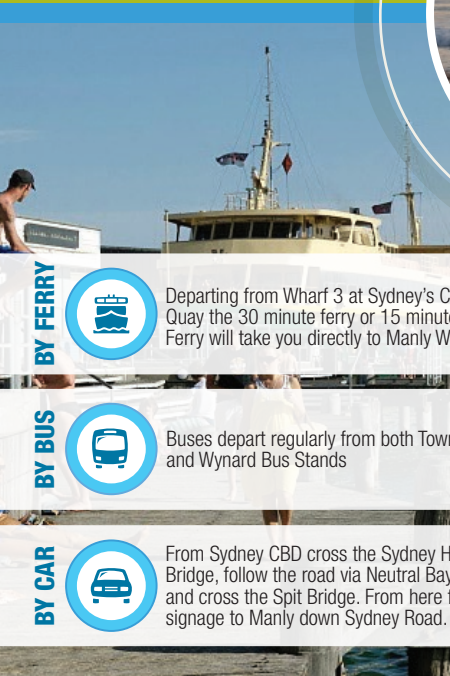 BY FERRY
Departing from Wharf 3 at Sydney's C
Quay the 30 minute ferry or 15 minute
Ferry will take you directly to Manly W
BY BUS
Buses depart regularly from both Tow
and Wynard Bus Stands
BY CAR
From Sydney CBD cross the Sydney H
Bridge, follow the road via Neutral Bay
and cross the Spit Bridge. From here f
signage to Manly down Sydney Road.